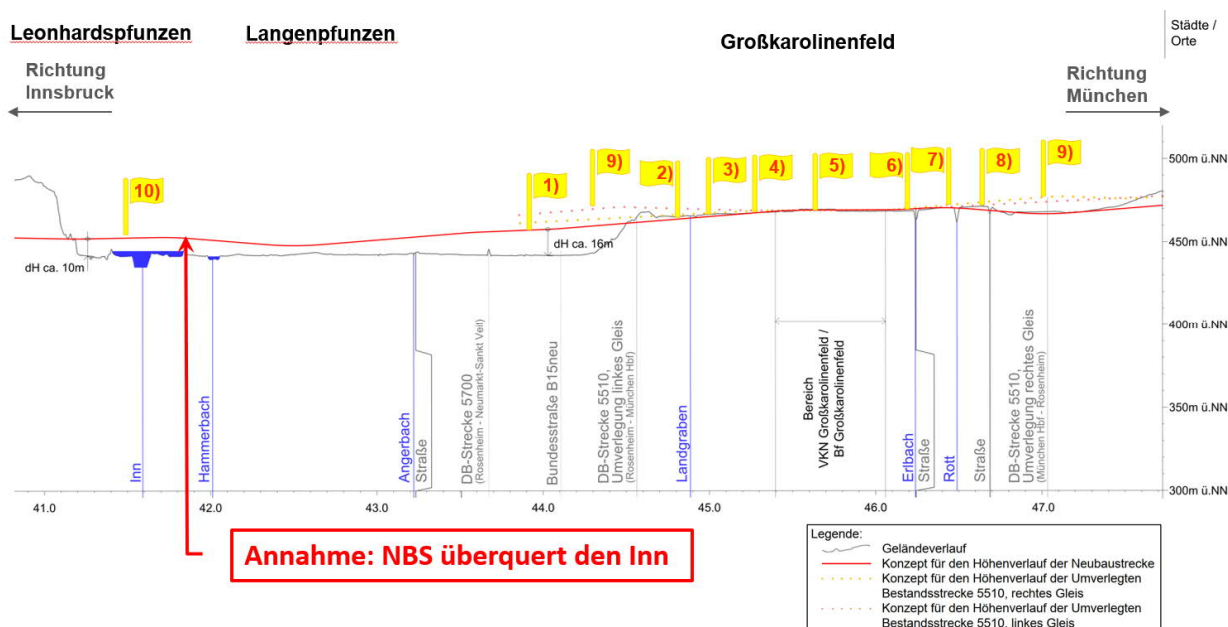 Leonhardspfunzen
Langenpfunzen
Großkarolinenfeld
Städte /
Orte
Richtung
Innsbruck
Richtung
München
500m ü.NN
450m ü.NN
400m ü.NN
350m ü.NN
300m ü.NN
10)
1)
9)
2)
3)
4)
5)
6)
7)
8)
9)
dH ca. 10m
dH ca. 16m
Inn
Hammerbach
Angerbach
Straße
DB-Strecke 5700
(Rosenheim - Neumarkt-Sankt Veit)
Bundesstraße B15neu
DB-Strecke 5510,
Umverlegung linkes Gleis
(Rosenheim - München Hbf)
Landgraben
Bereich
VKN Großkarolinenfeld /
Bf Großkarolinenfeld
Erlbach
Straße
Rott
Straße
DB-Strecke 5510,
Umverlegung rechtes Gleis
(München Hbf - Rosenheim)
41.0
42.0
43.0
44.0
45.0
46.0
47.0
Annahme: NBS überquert den Inn
Legende:
Geländeverlauf
Konzept für den Höhenverlauf der Neubaustrecke
Konzept für den Höhenverlauf der Umverlegten
Bestandsstrecke 5510, rechtes Gleis
Konzept für den Höhenverlauf der Umverlegten
Bestandsstrecke 5510, linkes Gleis